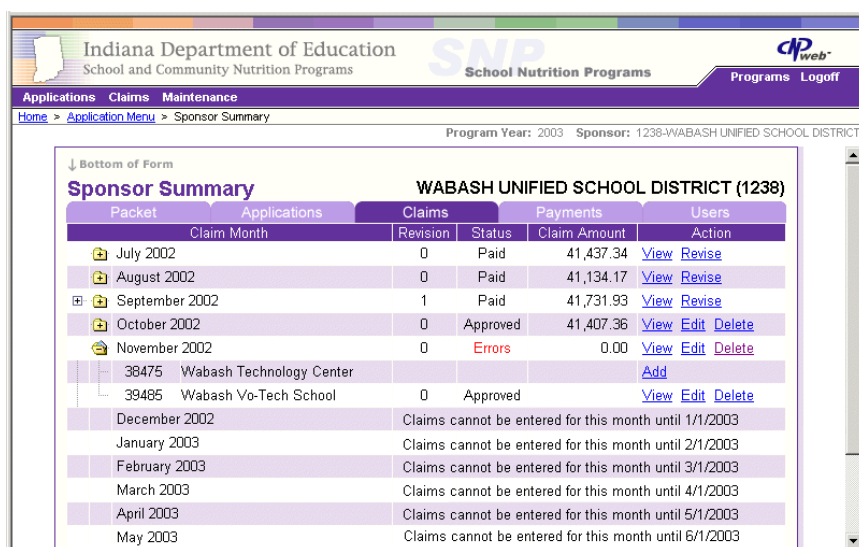 Indiana Department of Education
School and Community Nutrition Programs
SNP
School Nutrition Programs
CNPweb
Programs Logoff
Applications Claims Maintenance
Home > Application Menu > Sponsor Summary
Program Year: 2003 Sponsor: 1238-WABASH UNIFIED SCHOOL DISTRICT
↓ Bottom of Form
Sponsor Summary WABASH UNIFIED SCHOOL DISTRICT (1238)
Packet Applications Claims Payments Users
Claim Month Revision Status Claim Amount Action
July 2002 0 Paid 41,437.34 View Revise
August 2002 0 Paid 41,134.17 View Revise
September 2002 1 Paid 41,731.93 View Revise
October 2002 0 Approved 41,407.36 View Edit Delete
November 2002 0 Errors 0.00 View Edit Delete
38475 Wabash Technology Center Add
39485 Wabash Vo-Tech School 0 Approved View Edit Delete
December 2002 Claims cannot be entered for this month until 1/1/2003
January 2003 Claims cannot be entered for this month until 2/1/2003
February 2003 Claims cannot be entered for this month until 3/1/2003
March 2003 Claims cannot be entered for this month until 4/1/2003
April 2003 Claims cannot be entered for this month until 5/1/2003
May 2003 Claims cannot be entered for this month until 6/1/2003